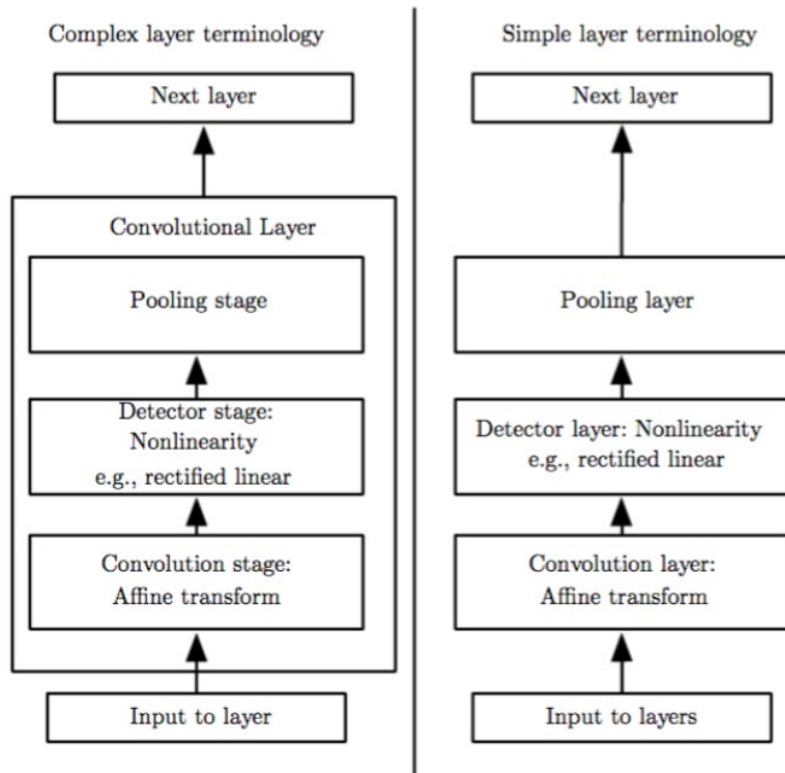 Complex layer terminology
Next layer
Convolutional Layer
Pooling stage
Detector stage:
Nonlinearity
e.g., rectified linear
Convolution stage:
Affine transform
Input to layer
Simple layer terminology
Next layer
Pooling layer
Detector layer: Nonlinearity
e.g., rectified linear
Convolution layer:
Affine transform
Input to layers